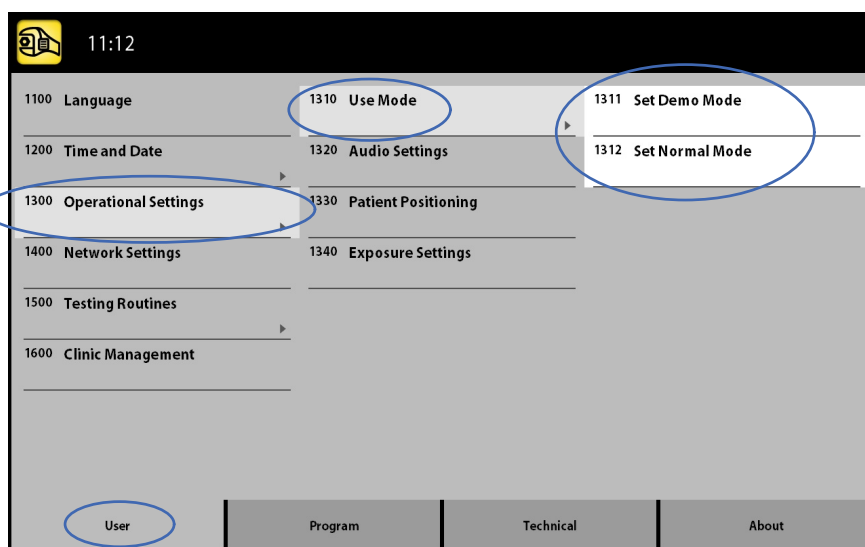 11:12
1100 Language
1200 Time and Date
1300 Operational Settings
1400 Network Settings
1500 Testing Routines
1600 Clinic Management
1310 Use Mode
1320 Audio Settings
1330 Patient Positioning
1340 Exposure Settings
1311 Set Demo Mode
1312 Set Normal Mode
User
Program
Technical
About